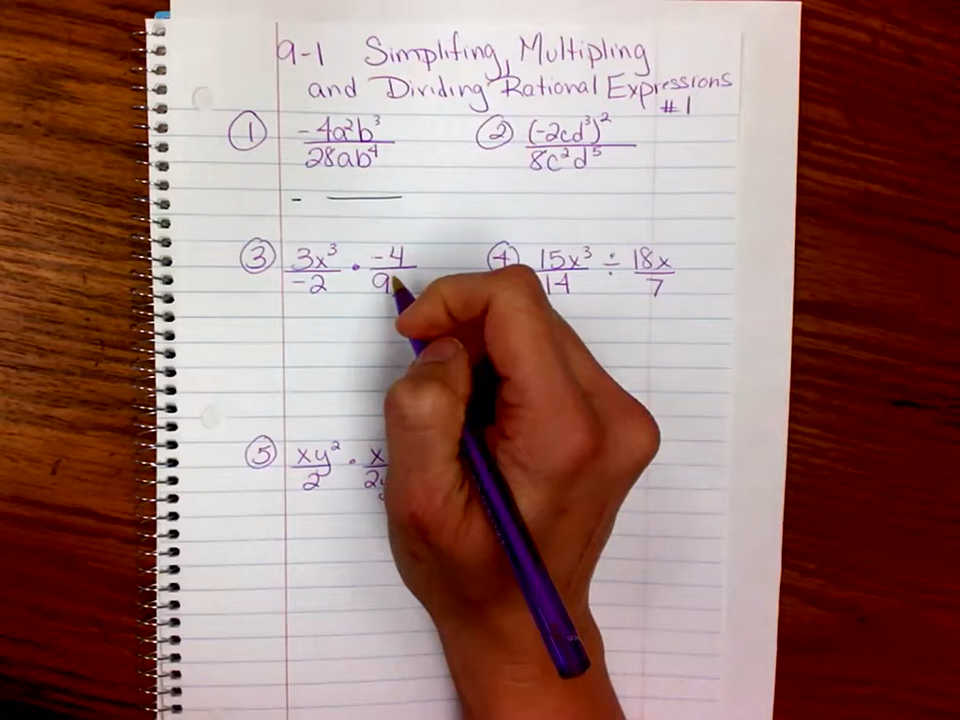 9-1 Simplifing, Multipling
and Dividing Rational Expressions
#1
① -4a²b³ / 28ab⁴ ② (-2cd³)² / 8c²d⁵
-
③ 3x³ / -2 · -4 / 9 ④ 15x³ / 14 ÷ 18x / 7
⑤ xy² / 2 · x / 2y